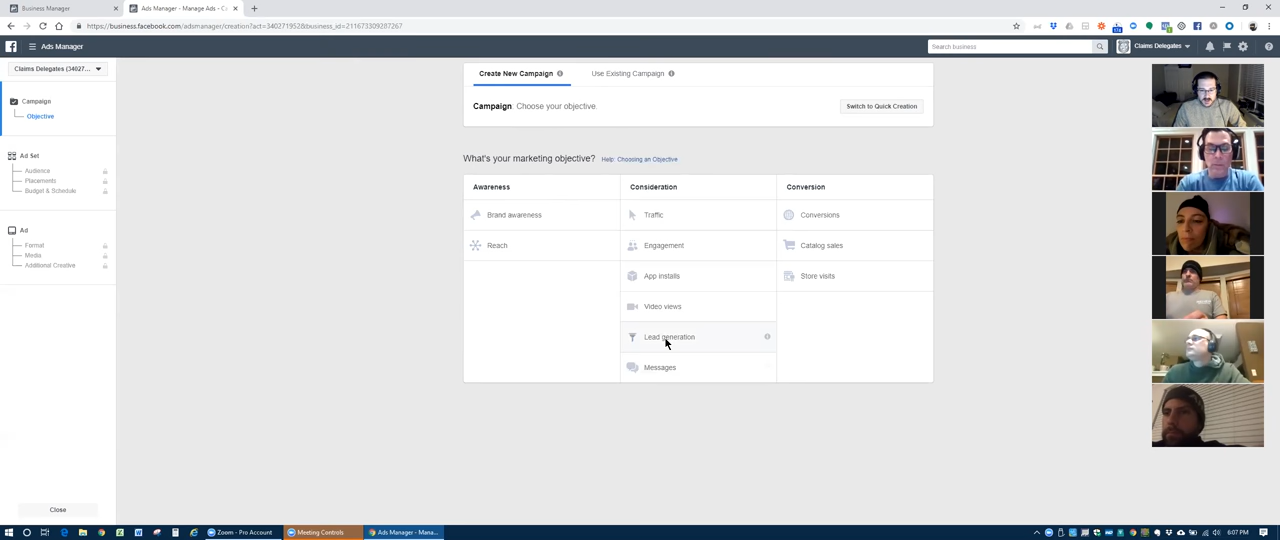 Business Manager
Ads Manager - Manage Ads - C
https://business.facebook.com/adsmanager/creation?act=340271952&business_id=211673309287267
Ads Manager
Search business
Claims Delegates
Claims Delegates (34027...
Create New Campaign
Use Existing Campaign
Campaign: Choose your objective.
Switch to Quick Creation
Campaign
Objective
What's your marketing objective?
Help: Choosing an Objective
Ad Set
Audience
Placements
Budget & Schedule
Awareness
Consideration
Conversion
Brand awareness
Traffic
Conversions
Reach
Engagement
Catalog sales
App installs
Store visits
Video views
Lead generation
Messages
Ad
Format
Media
Additional Creative
Close
Zoom - Pro Account
Meeting Controls
Ads Manager - Mana...
6:07 PM